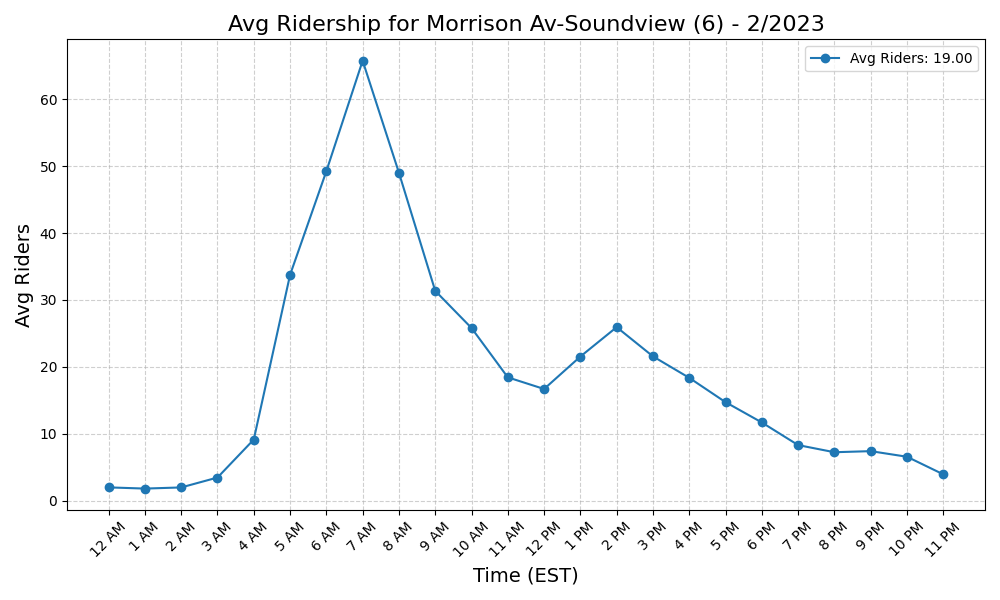 Avg Ridership for Morrison Av-Soundview (6) - 2/2023
Avg Riders: 19.00
Avg Riders
60
50
40
30
20
10
0
12 AM
1 AM
2 AM
3 AM
4 AM
5 AM
6 AM
7 AM
8 AM
9 AM
10 AM
11 AM
12 PM
1 PM
2 PM
3 PM
4 PM
5 PM
6 PM
7 PM
8 PM
9 PM
10 PM
11 PM
Time (EST)